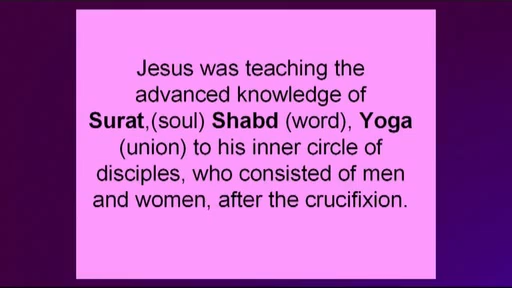 Jesus was teaching the
advanced knowledge of
Surat,(soul) Shabd (word), Yoga
(union) to his inner circle of
disciples, who consisted of men
and women, after the crucifixion.